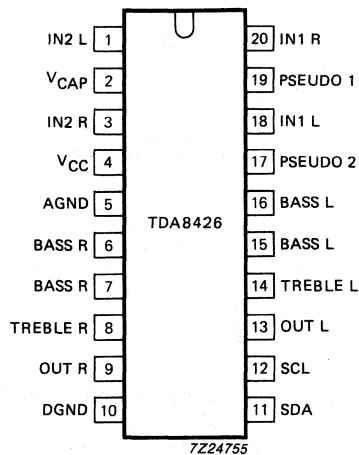 IN2 L 1 20 IN1 R
VCAP 2 19 PSEUDO 1
IN2 R 3 18 IN1 L
VCC 4 17 PSEUDO 2
AGND 5 16 BASS L
TDA8426
BASS R 6 15 BASS L
BASS R 7 14 TREBLE L
TREBLE R 8 13 OUT L
OUT R 9 12 SCL
DGND 10 11 SDA
7Z24755